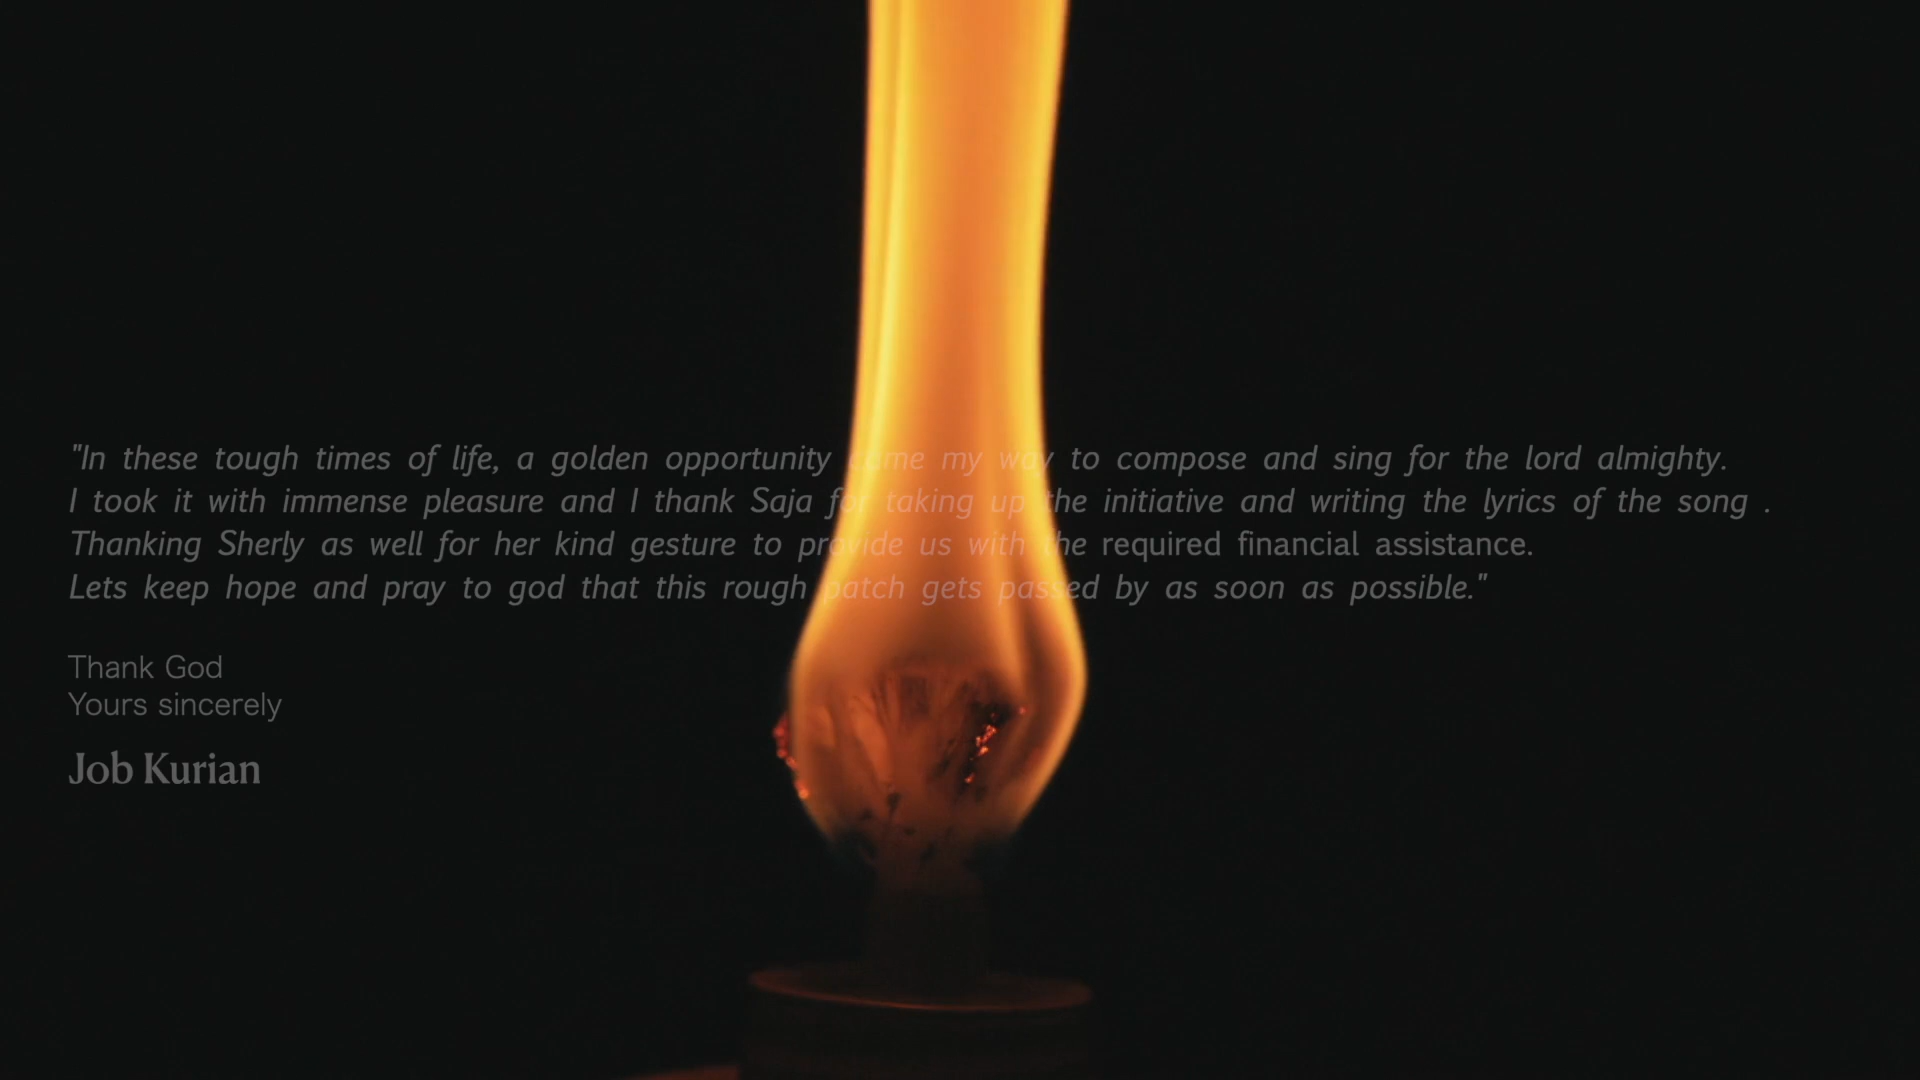 "In these tough times of life, a golden opportunity came my way to compose and sing for the lord almighty.
I took it with immense pleasure and I thank Saja for taking up the initiative and writing the lyrics of the song .
Thanking Sherly as well for her kind gesture to provide us with the required financial assistance.
Lets keep hope and pray to god that this rough patch gets passed by as soon as possible."
Thank God
Yours sincerely
Job Kurian